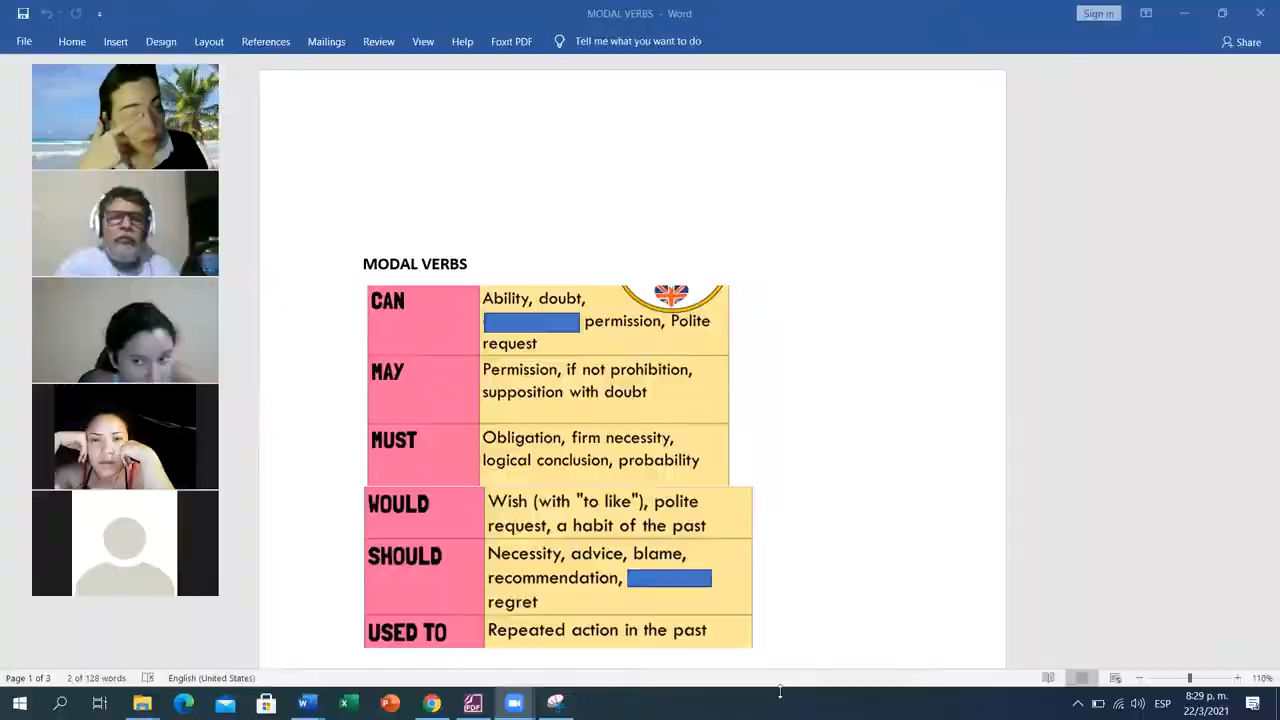 MODAL VERBS - Word
Sign in
File Home Insert Design Layout References Mailings Review View Help Foxit PDF Tell me what you want to do
Share
MODAL VERBS
CAN
Ability, doubt,
permission, Polite
request
MAY
Permission, if not prohibition,
supposition with doubt
MUST
Obligation, firm necessity,
logical conclusion, probability
WOULD
Wish (with "to like"), polite
request, a habit of the past
SHOULD
Necessity, advice, blame,
recommendation,
regret
USED TO
Repeated action in the past
Page 1 of 3 2 of 128 words English (United States)
110%
ESP
8:29 p. m.
22/3/2021